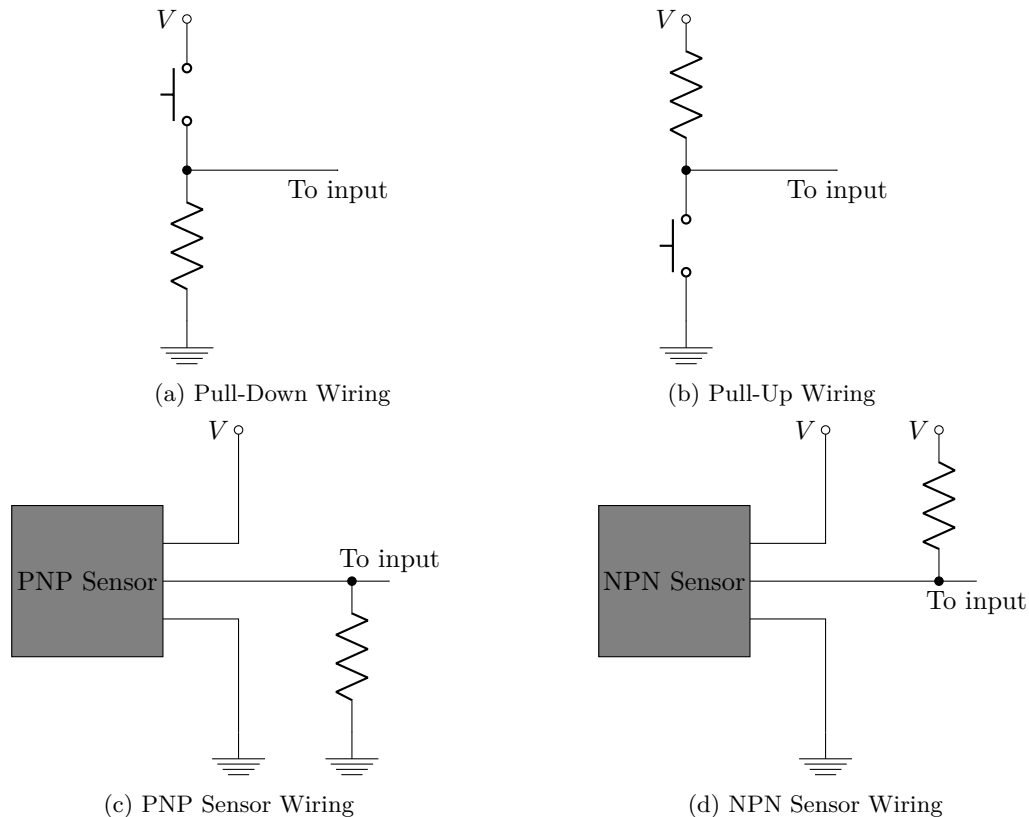 V
To input
(a) Pull-Down Wiring
V
To input
(b) Pull-Up Wiring
V
PNP Sensor
To input
(c) PNP Sensor Wiring
V
V
NPN Sensor
To input
(d) NPN Sensor Wiring